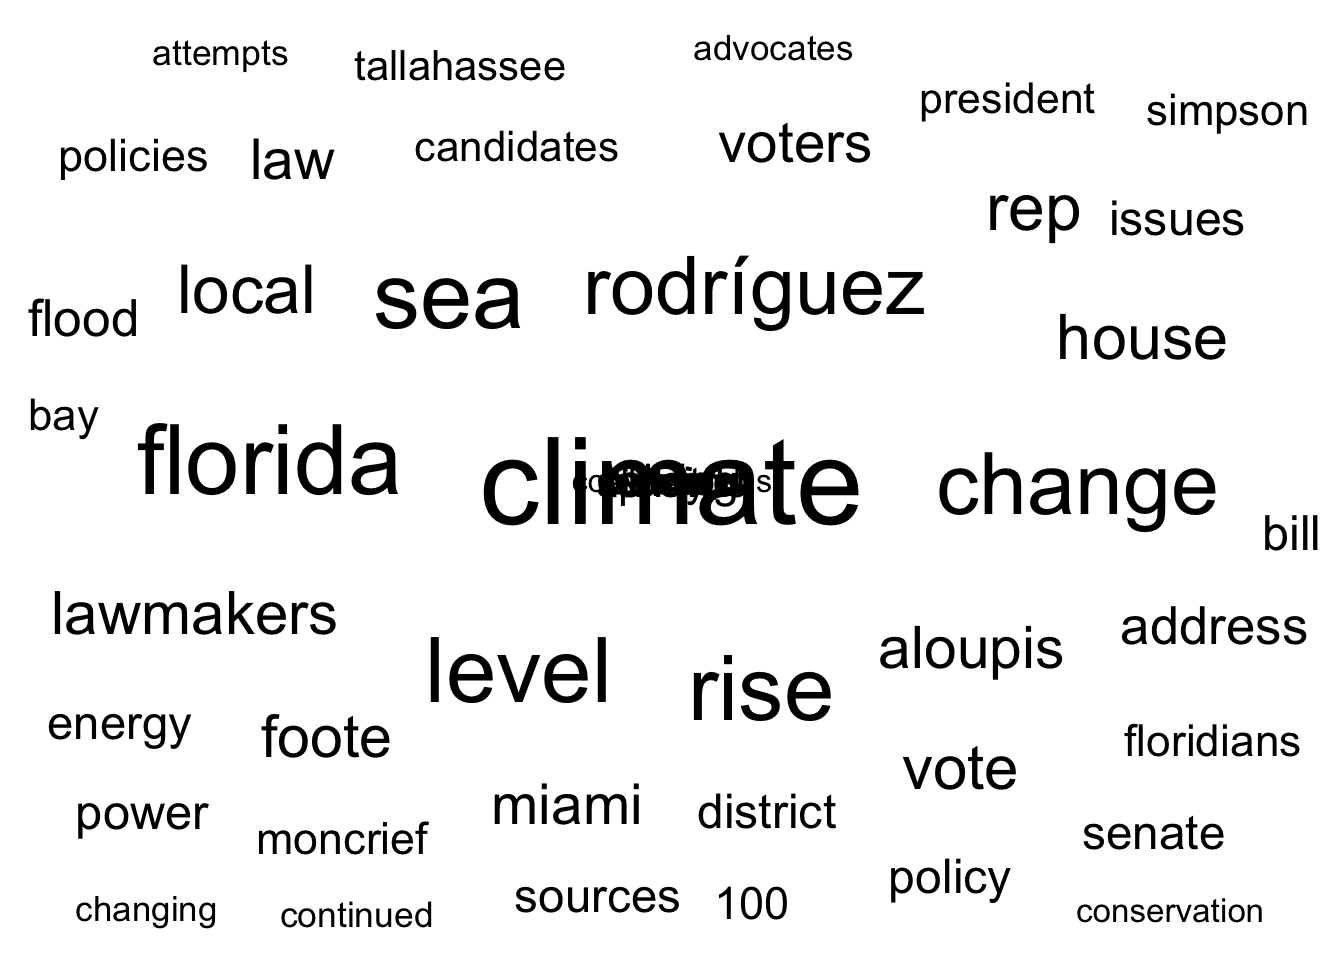 attempts
tallahassee
advocates
president
simpson
policies
law
candidates
voters
rep
issues
flood
local
sea
rodríguez
house
bay
florida
climate
change
bill
lawmakers
level
rise
aloupis
address
energy
foote
vote
floridians
power
moncrief
miami
district
senate
changing
continued
sources
100
policy
conservation